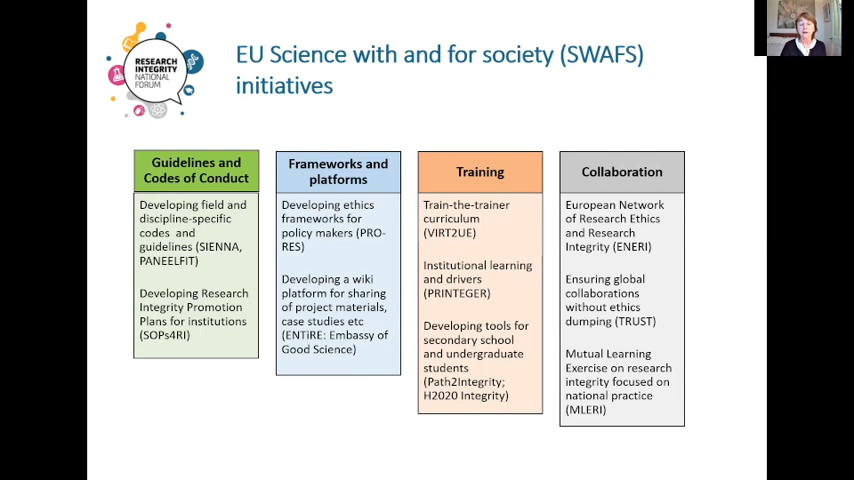 RESEARCH
INTEGRITY
NATIONAL
FORUM
EU Science with and for society (SWAFS)
initiatives
Guidelines and
Codes of Conduct
Developing field and
discipline-specific
codes and
guidelines (SIENNA,
PANEELFIT)
Developing Research
Integrity Promotion
Plans for institutions
(SOPs4RI)
Frameworks and
platforms
Developing ethics
frameworks for
policy makers (PRO-
RES)
Developing a wiki
platform for sharing
of project materials,
case studies etc
(ENTiRE: Embassy of
Good Science)
Training
Train-the-trainer
curriculum
(VIRT2UE)
Institutional learning
and drivers
(PRINTEGER)
Developing tools for
secondary school
and undergraduate
students
(Path2Integrity;
H2020 Integrity)
Collaboration
European Network
of Research Ethics
and Research
Integrity (ENERI)
Ensuring global
collaborations
without ethics
dumping (TRUST)
Mutual Learning
Exercise on research
integrity focused on
national practice
(MLERI)